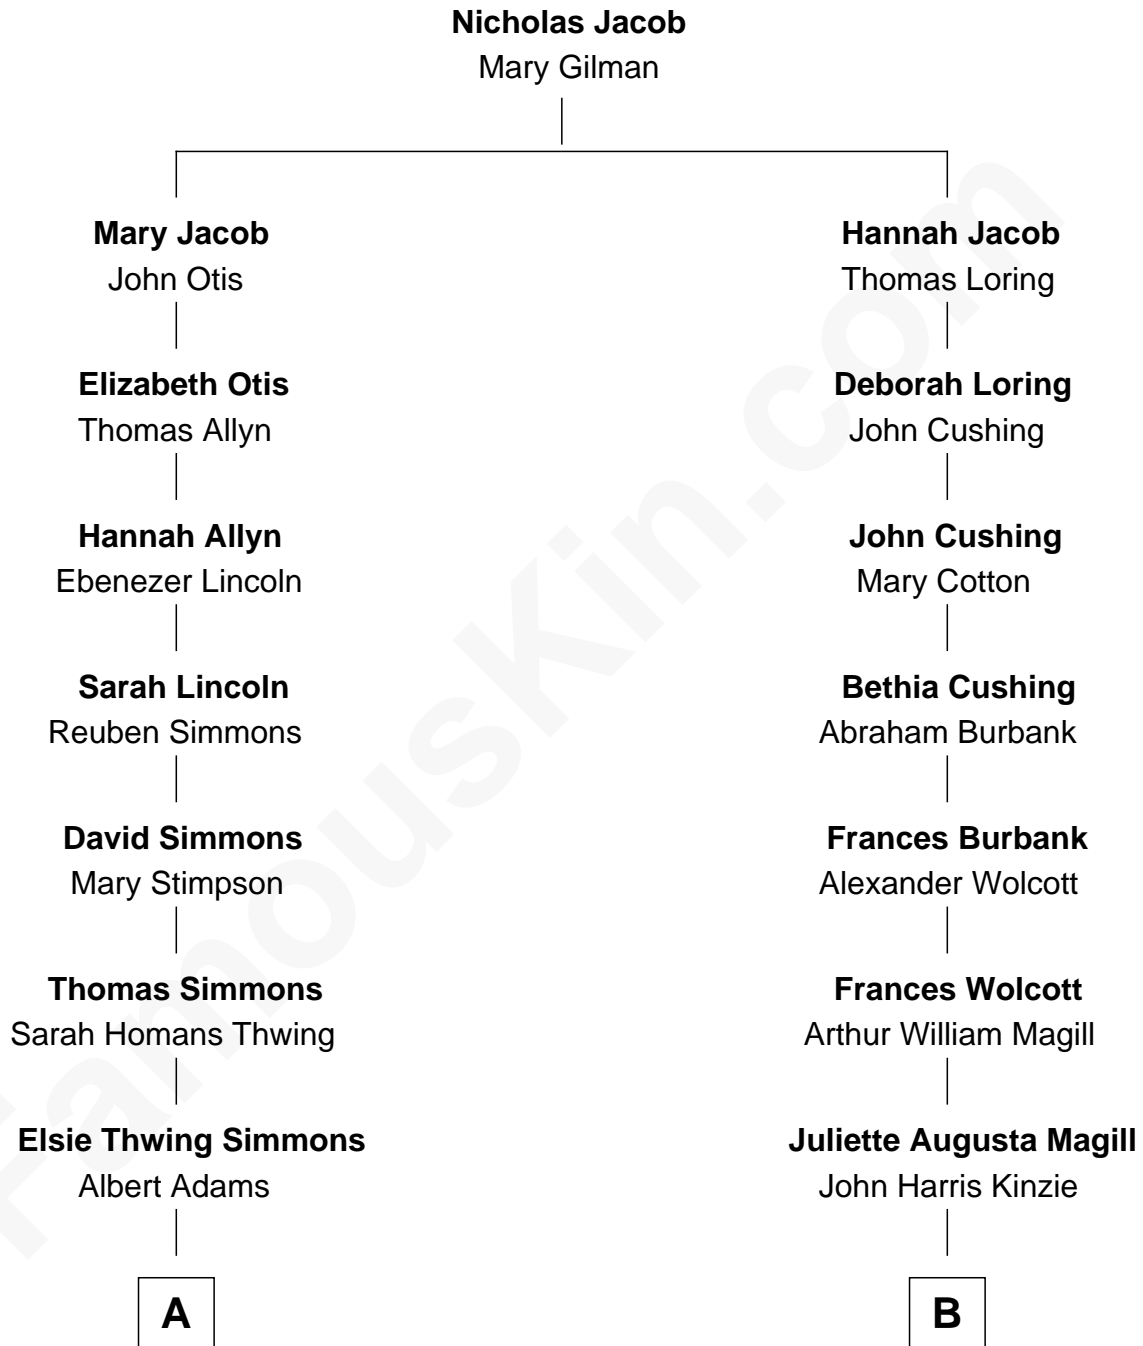 Nicholas Jacob
Mary Gilman
Mary Jacob
John Otis
Hannah Jacob
Thomas Loring
Elizabeth Otis
Thomas Allyn
Deborah Loring
John Cushing
Hannah Allyn
Ebenezer Lincoln
John Cushing
Mary Cotton
Sarah Lincoln
Reuben Simmons
Bethia Cushing
Abraham Burbank
David Simmons
Mary Stimpson
Frances Burbank
Alexander Wolcott
Thomas Simmons
Sarah Homans Thwing
Frances Wolcott
Arthur William Magill
Elsie Thwing Simmons
Albert Adams
Juliette Augusta Magill
John Harris Kinzie
A
B
FamousKin.com